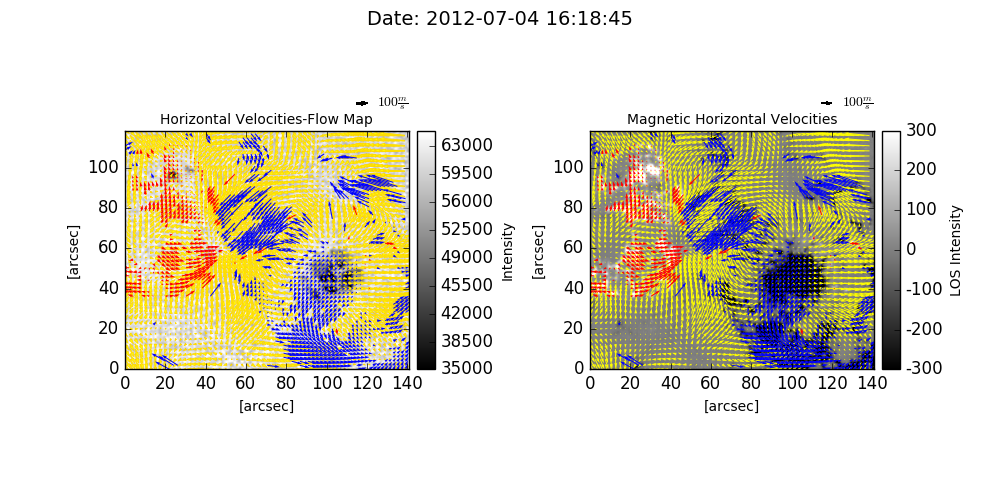 Date: 2012-07-04 16:18:45
100 m/s
Horizontal Velocities-Flow Map
100
80
60
40
20
0
0 20 40 60 80 100 120 140
[arcsec]
[arcsec]
63000
59500
56000
52500
49000
45500
42000
38500
35000
Intensity
100 m/s
Magnetic Horizontal Velocities
100
80
60
40
20
0
0 20 40 60 80 100 120 140
[arcsec]
[arcsec]
300
200
100
0
-100
-200
-300
LOS Intensity